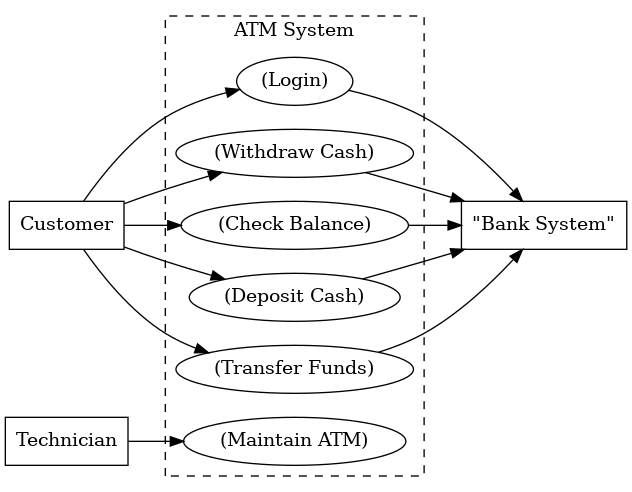 ATM System
(Login)
(Withdraw Cash)
Customer
(Check Balance)
"Bank System"
(Deposit Cash)
(Transfer Funds)
Technician
(Maintain ATM)